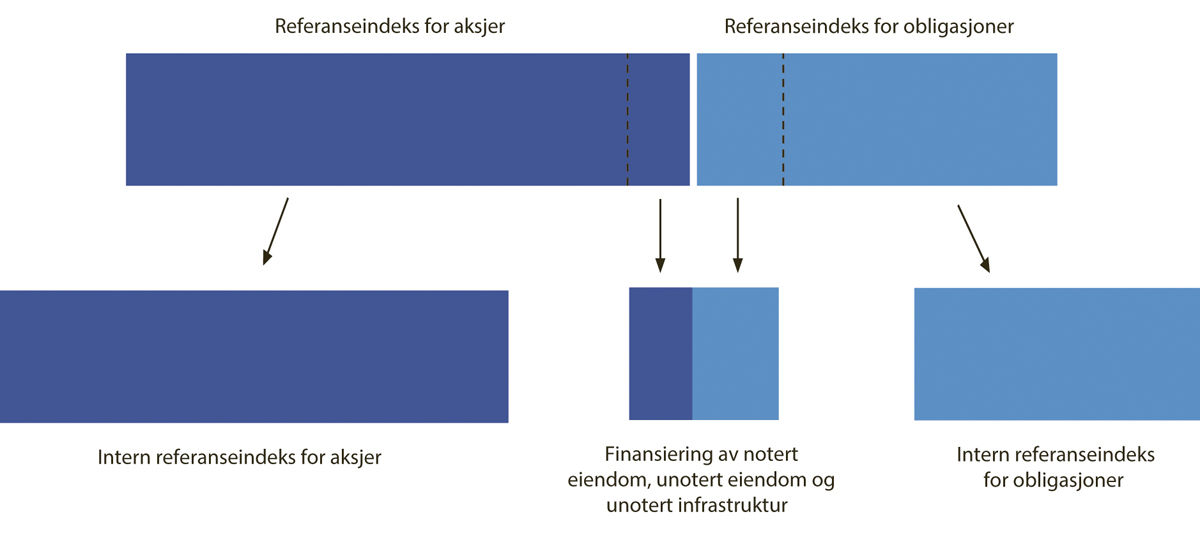 Referanseindeks for aksjer
Referanseindeks for obligasjoner
Intern referanseindeks for aksjer
Finansiering av notert
eiendom, unotert eiendom og
unotert infrastruktur
Intern referanseindeks
for obligasjoner